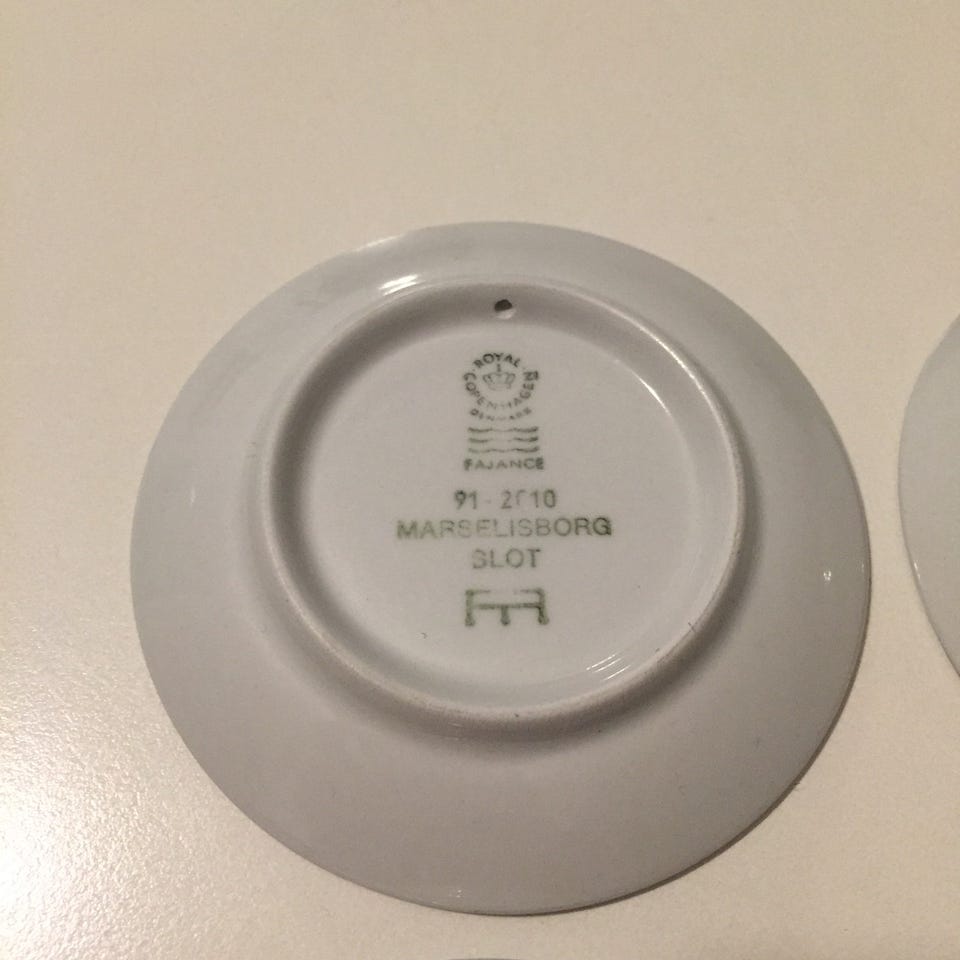 ROYAL COPENHAGEN
DENMARK
FAJANCE
91-2010
MARSELISBORG
SLOT